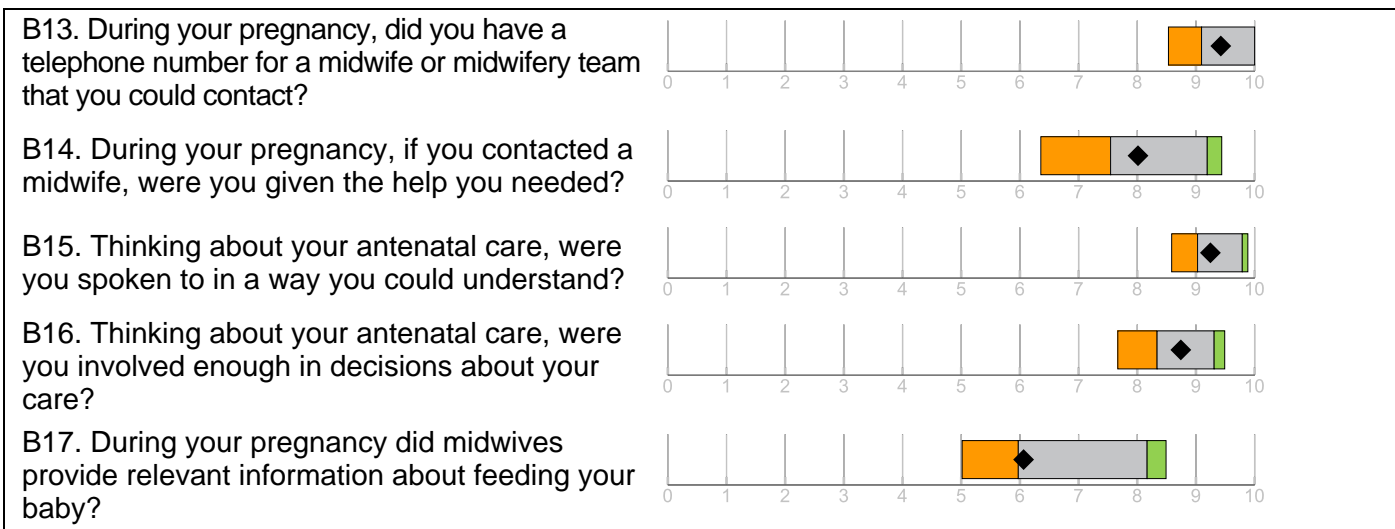 B13. During your pregnancy, did you have a
telephone number for a midwife or midwifery team
that you could contact?
0 1 2 3 4 5 6 7 8 9 10
B14. During your pregnancy, if you contacted a
midwife, were you given the help you needed?
0 1 2 3 4 5 6 7 8 9 10
B15. Thinking about your antenatal care, were
you spoken to in a way you could understand?
0 1 2 3 4 5 6 7 8 9 10
B16. Thinking about your antenatal care, were
you involved enough in decisions about your
care?
0 1 2 3 4 5 6 7 8 9 10
B17. During your pregnancy did midwives
provide relevant information about feeding your
baby?
0 1 2 3 4 5 6 7 8 9 10